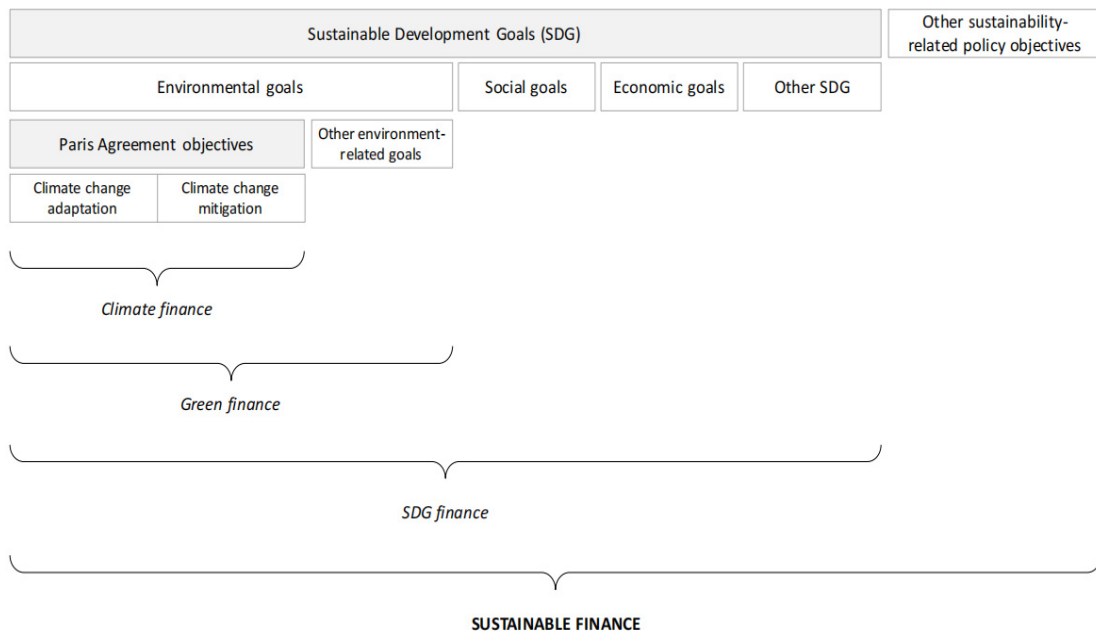 Sustainable Development Goals (SDG)
Other sustainability-
related policy objectives
Environmental goals
Social goals
Economic goals
Other SDG
Paris Agreement objectives
Other environment-
related goals
Climate change
adaptation
Climate change
mitigation
Climate finance
Green finance
SDG finance
SUSTAINABLE FINANCE